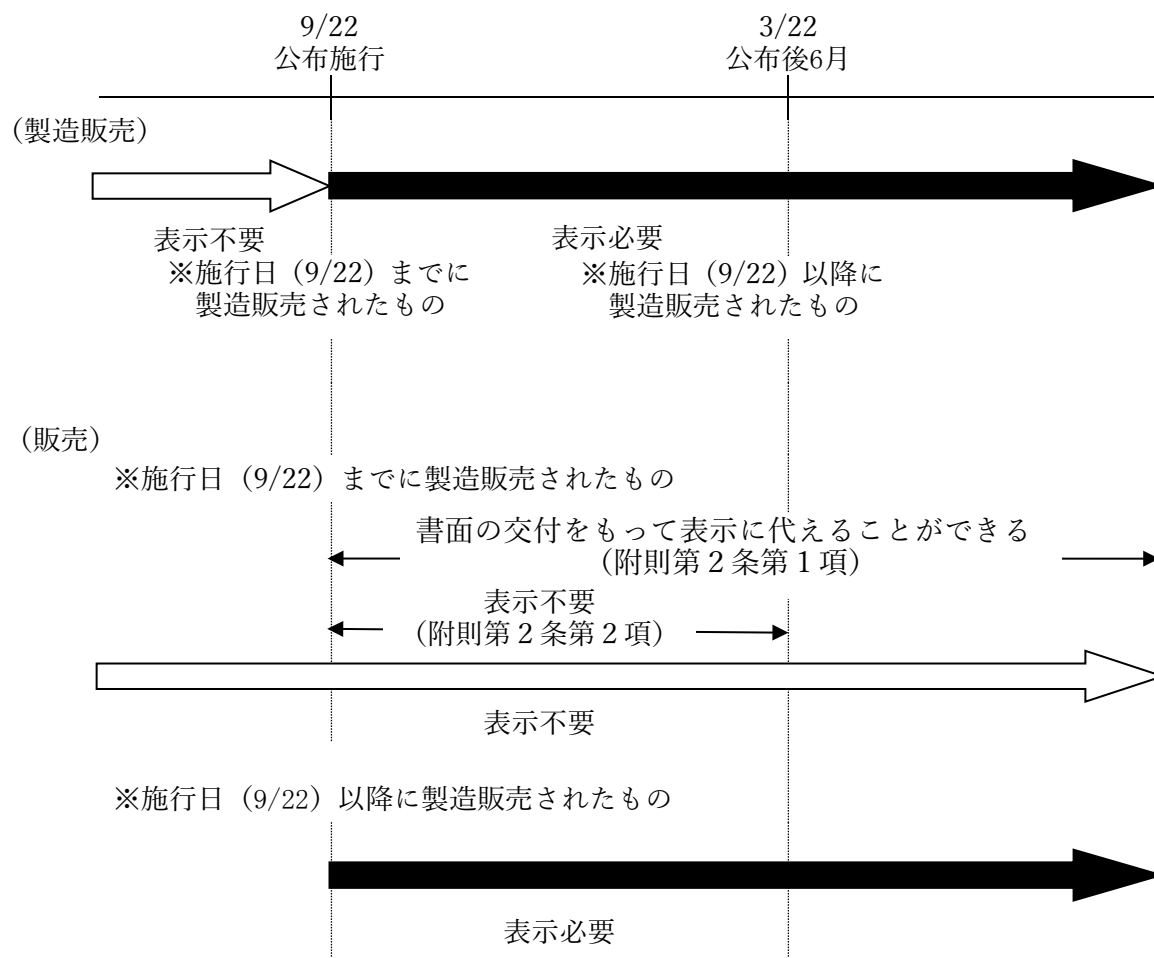 9/22
公布施行
3/22
公布後6月
（製造販売）
表示不要
※施行日（9/22）までに
製造販売されたもの
表示必要
※施行日（9/22）以降に
製造販売されたもの
（販売）
※施行日（9/22）までに製造販売されたもの
書面の交付をもって表示に代えることができる
（附則第２条第１項）
表示不要
（附則第２条第２項）
表示不要
※施行日（9/22）以降に製造販売されたもの
表示必要